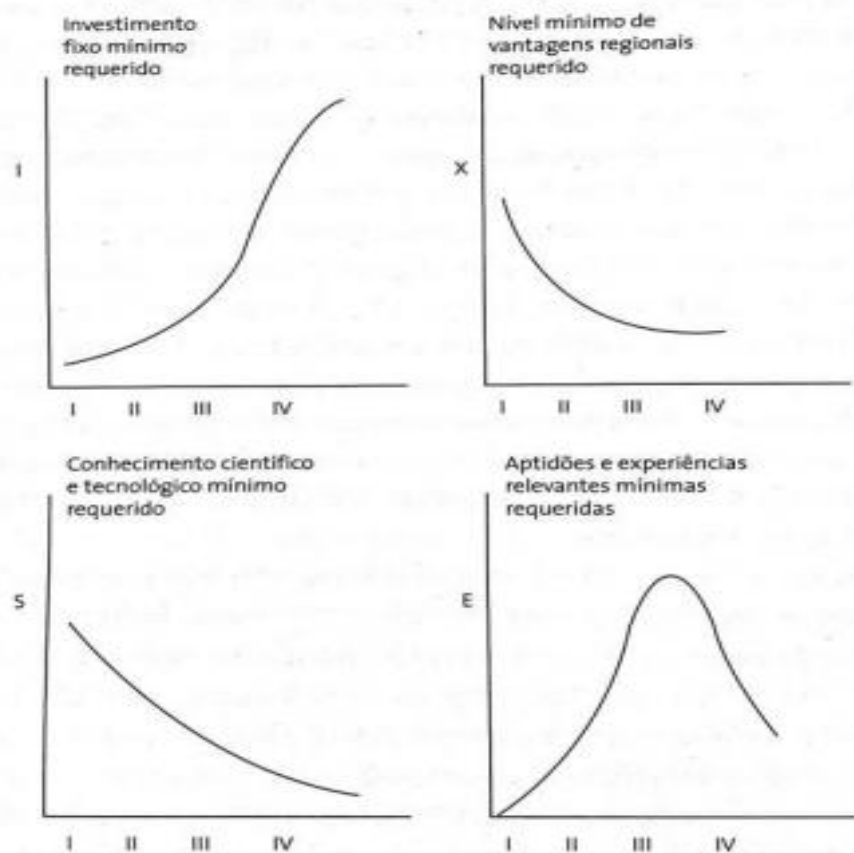 Investimento
fixo mínimo
requerido
I
I II III IV
Nível mínimo de
vantagens regionais
requerido
X
I II III IV
Conhecimento científico
e tecnológico mínimo
requerido
S
I II III IV
Aptidões e experiências
relevantes mínimas
requeridas
E
I II III IV